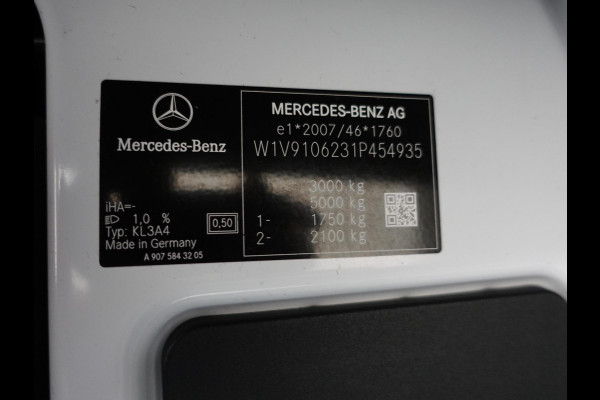 Mercedes-Benz
iHA=-
1,0 %
0,50
Typ: KL3A4
Made in Germany
A 907 584 32 05
MERCEDES-BENZ AG
e1*2007/46*1760
W1V9106231P454935
3000 kg
5000 kg
1- 1750 kg
2- 2100 kg